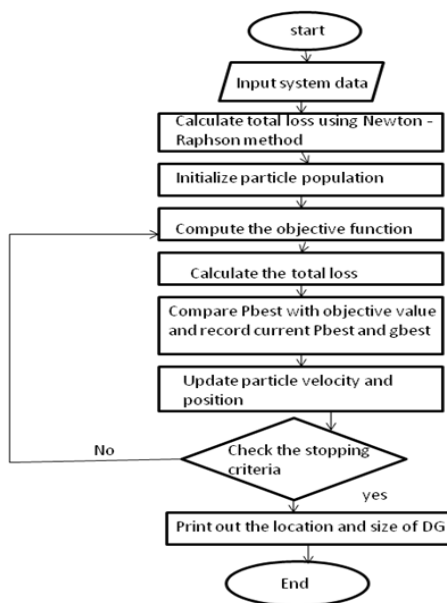 start
Input system data
Calculate total loss using Newton -
Raphson method
Initialize particle population
Compute the objective function
Calculate the total loss
Compare Pbest with objective value
and record current Pbest and gbest
Update particle velocity and
position
No
Check the stopping
criteria
yes
Print out the location and size of DG
End